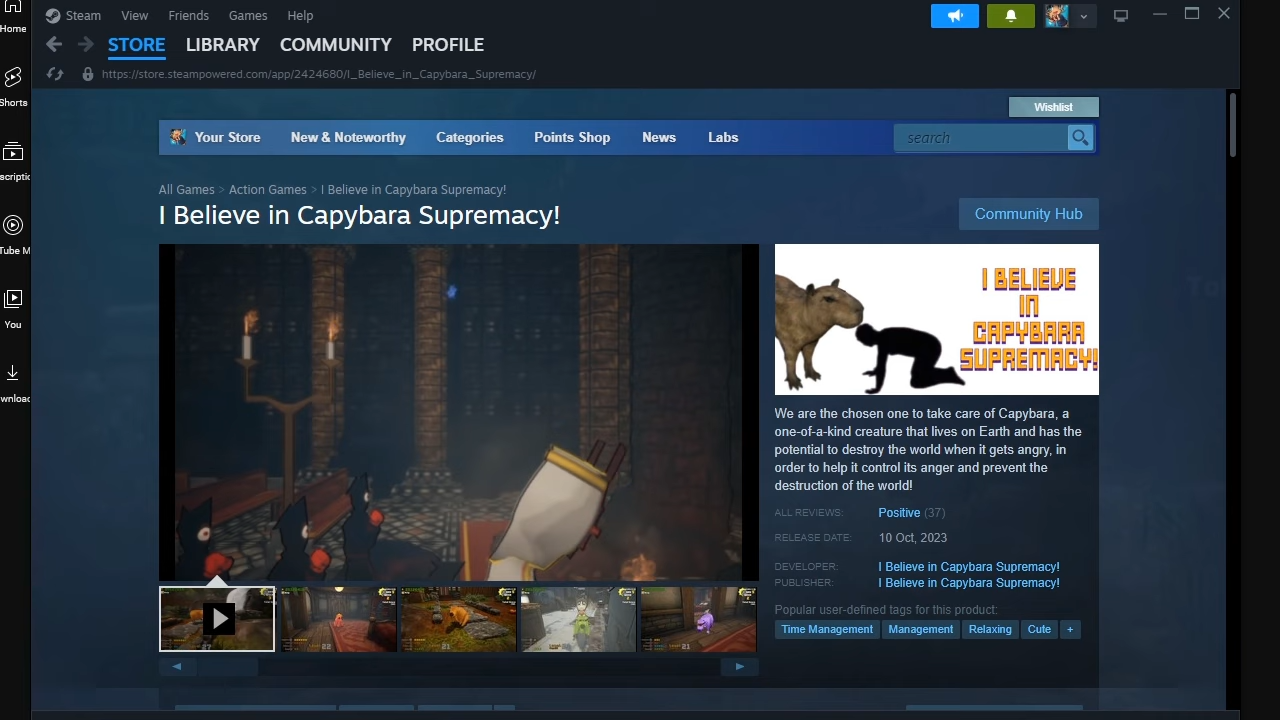 Steam View Friends Games Help
STORE LIBRARY COMMUNITY PROFILE
https://store.steampowered.com/app/2424680/I_Believe_in_Capybara_Supremacy/
Home
Shorts
Wishlist
Your Store New & Noteworthy Categories Points Shop News Labs search
All Games > Action Games > I Believe in Capybara Supremacy!
I Believe in Capybara Supremacy!
Community Hub
You
I BELIEVE
IN
CAPYBARA
SUPREMACY!
We are the chosen one to take care of Capybara, a
one-of-a-kind creature that lives on Earth and has the
potential to destroy the world when it gets angry, in
order to help it control its anger and prevent the
destruction of the world!
ALL REVIEWS: Positive (37)
RELEASE DATE: 10 Oct, 2023
DEVELOPER: I Believe in Capybara Supremacy!
PUBLISHER: I Believe in Capybara Supremacy!
Popular user-defined tags for this product:
Time Management Management Relaxing Cute +